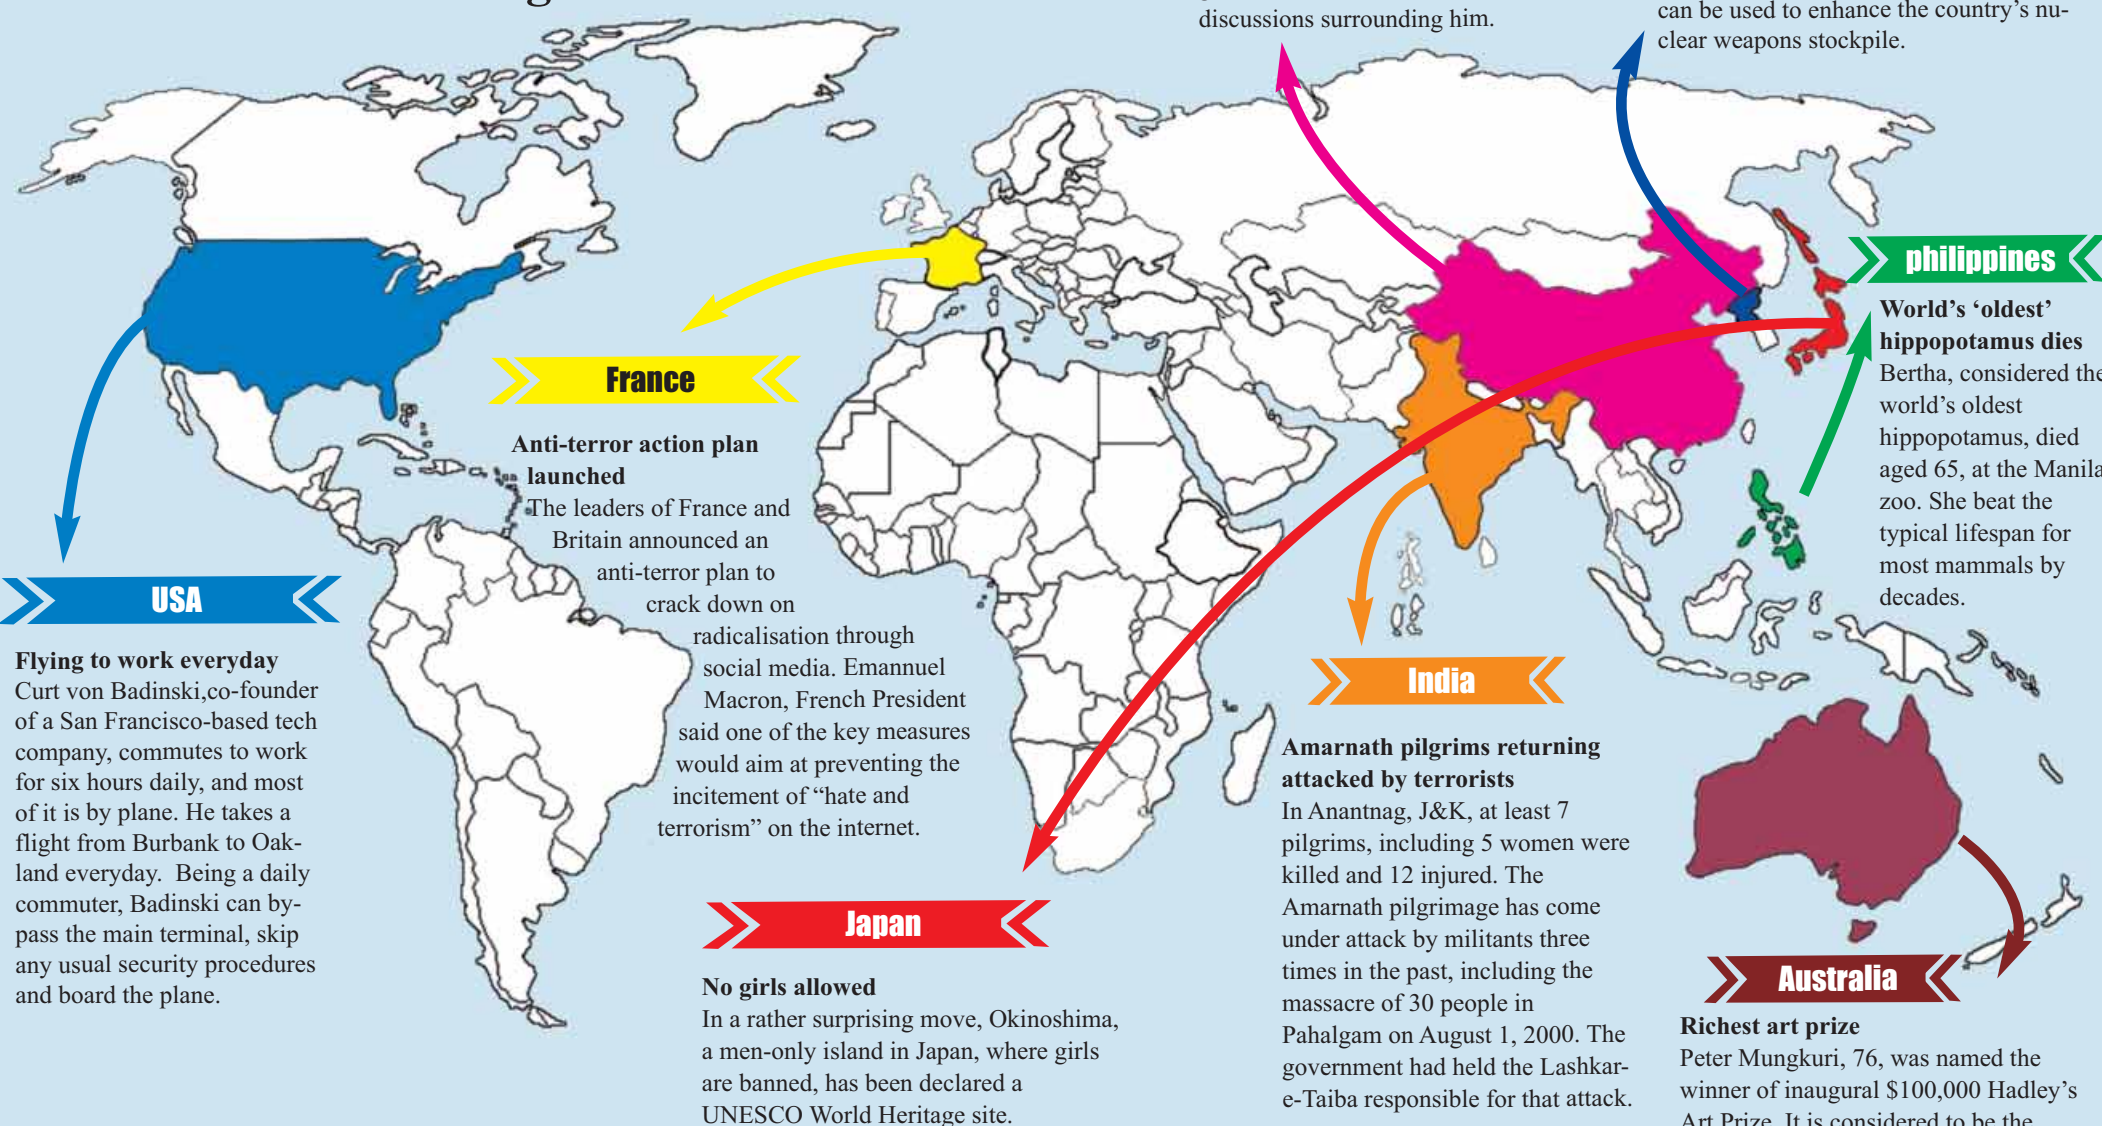 discussions surrounding him.
can be used to enhance the country’s nu-
clear weapons stockpile.
philippines
World’s ‘oldest’
hippopotamus dies
Bertha, considered the
world’s oldest
hippopotamus, died
aged 65, at the Manila
zoo. She beat the
typical lifespan for
most mammals by
decades.
France
Anti-terror action plan
launched
The leaders of France and
Britain announced an
anti-terror plan to
crack down on
radicalisation through
social media. Emannuel
Macron, French President
said one of the key measures
would aim at preventing the
incitement of “hate and
terrorism” on the internet.
USA
Flying to work everyday
Curt von Badinski,co-founder
of a San Francisco-based tech
company, commutes to work
for six hours daily, and most
of it is by plane. He takes a
flight from Burbank to Oak-
land everyday.  Being a daily
commuter, Badinski can by-
pass the main terminal, skip
any usual security procedures
and board the plane.
Japan
No girls allowed
In a rather surprising move, Okinoshima,
a men-only island in Japan, where girls
are banned, has been declared a
UNESCO World Heritage site.
India
Amarnath pilgrims returning
attacked by terrorists
In Anantnag, J&K, at least 7
pilgrims, including 5 women were
killed and 12 injured. The
Amarnath pilgrimage has come
under attack by militants three
times in the past, including the
massacre of 30 people in
Pahalgam on August 1, 2000. The
government had held the Lashkar-
e-Taiba responsible for that attack.
Australia
Richest art prize
Peter Mungkuri, 76, was named the
winner of inaugural $100,000 Hadley’s
Art Prize. It is considered to be the